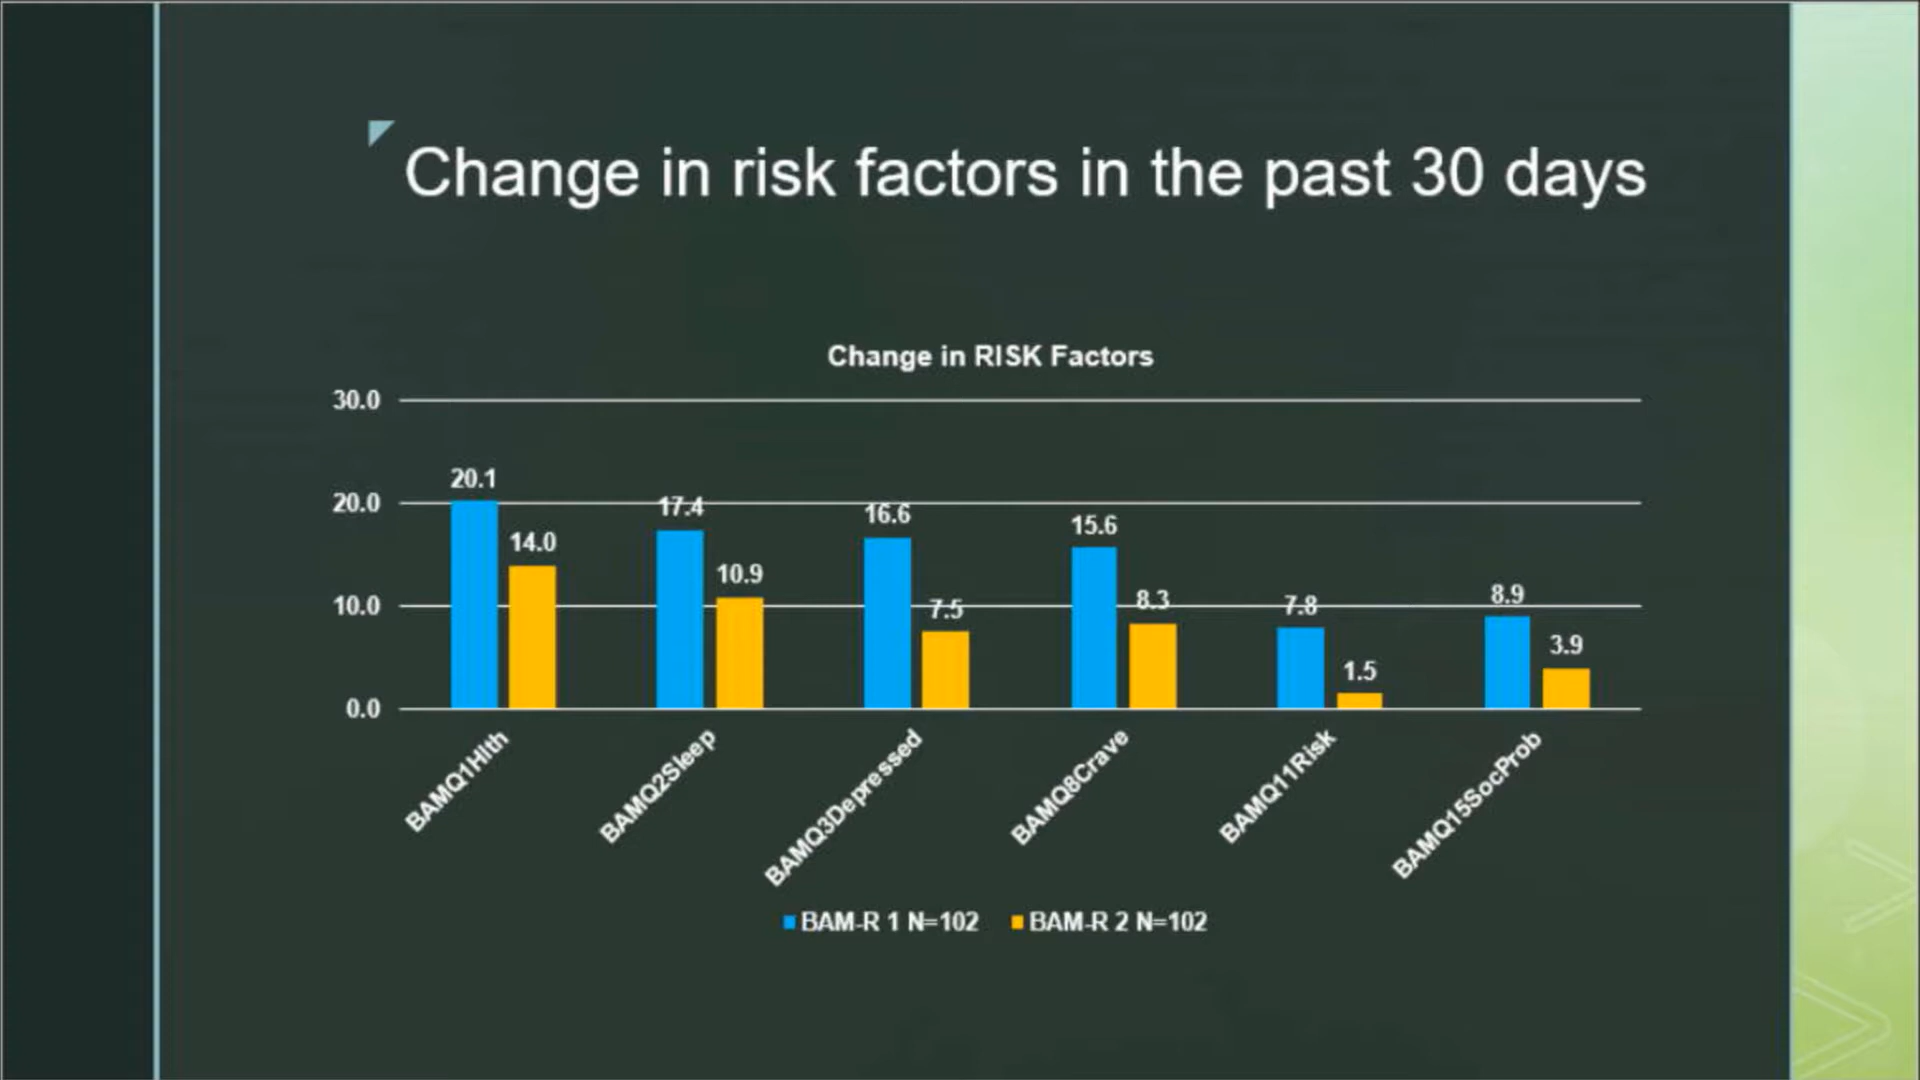 Change in risk factors in the past 30 days
Change in RISK Factors
30.0
20.0
10.0
0.0
20.1
14.0
17.4
10.9
16.6
7.5
15.6
8.3
7.8
1.5
8.9
3.9
BAMQ1Hlth
BAMQ2Sleep
BAMQ3Depressed
BAMQ8Crave
BAMQ11Risk
BAMQ15SocProb
BAM-R 1 N=102
BAM-R 2 N=102